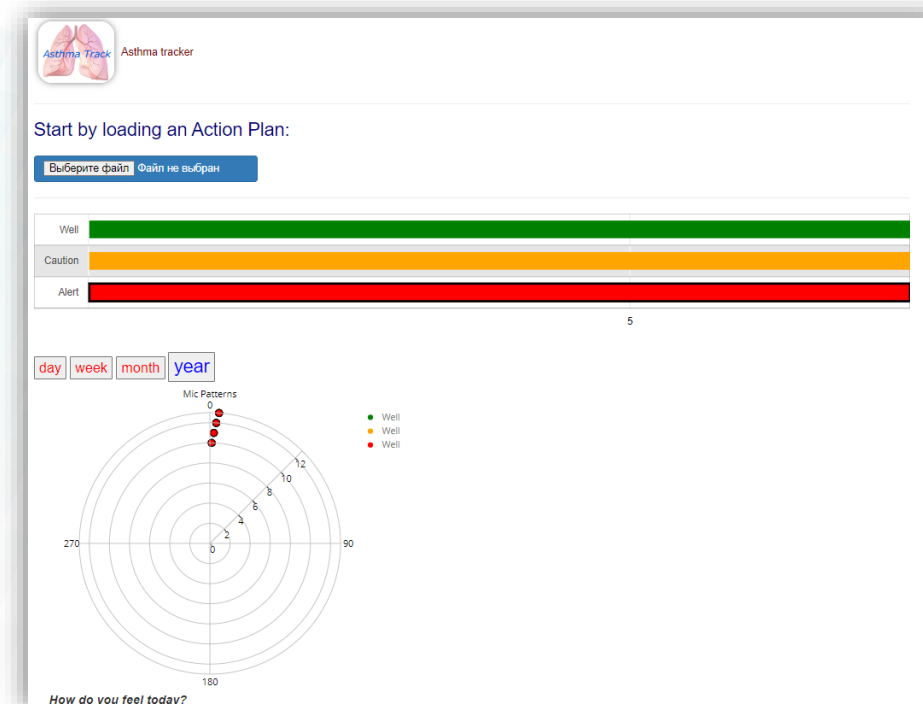 Asthma Track
Asthma tracker
Start by loading an Action Plan:
Выберите файл Файл не выбран
Well
Caution
Alert
5
day week month year
Mic Patterns
0
Well
Well
Well
12
10
8
6
4
2
0
270
90
180
How do you feel today?